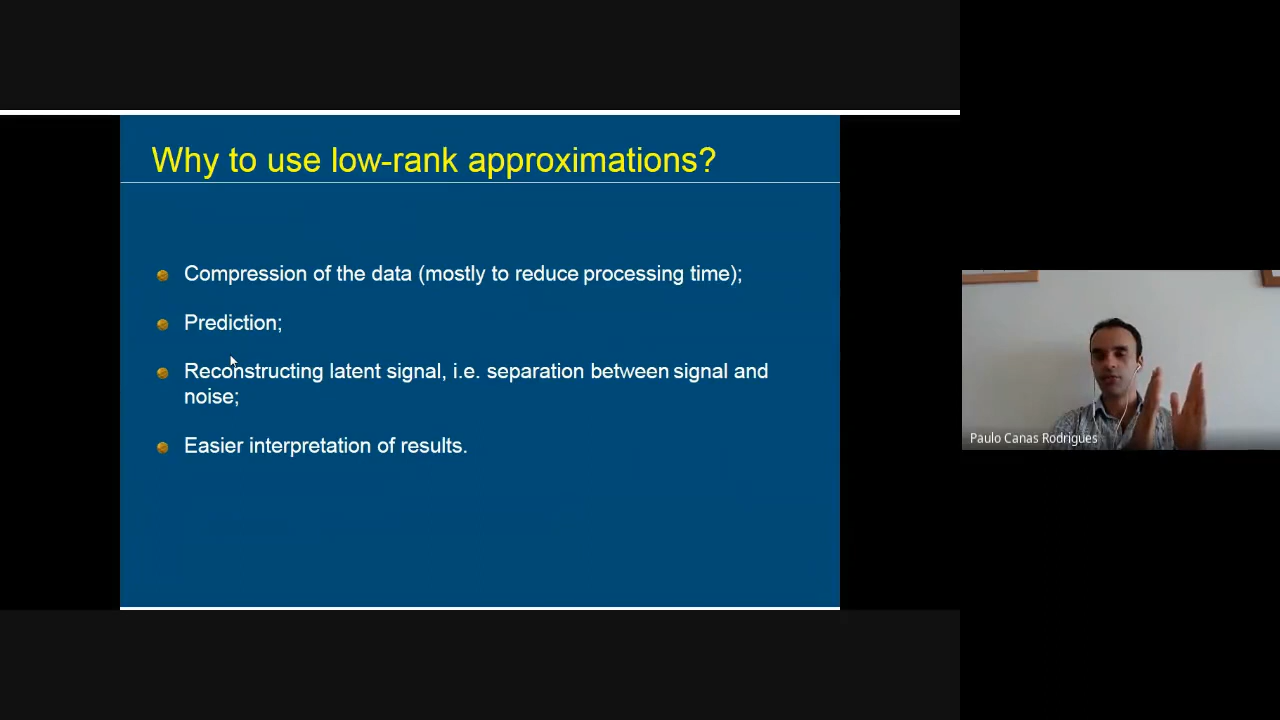 Why to use low-rank approximations?
Compression of the data (mostly to reduce processing time);
Prediction;
Reconstructing latent signal, i.e. separation between signal and
noise;
Easier interpretation of results.
Paulo Canas Rodrigues